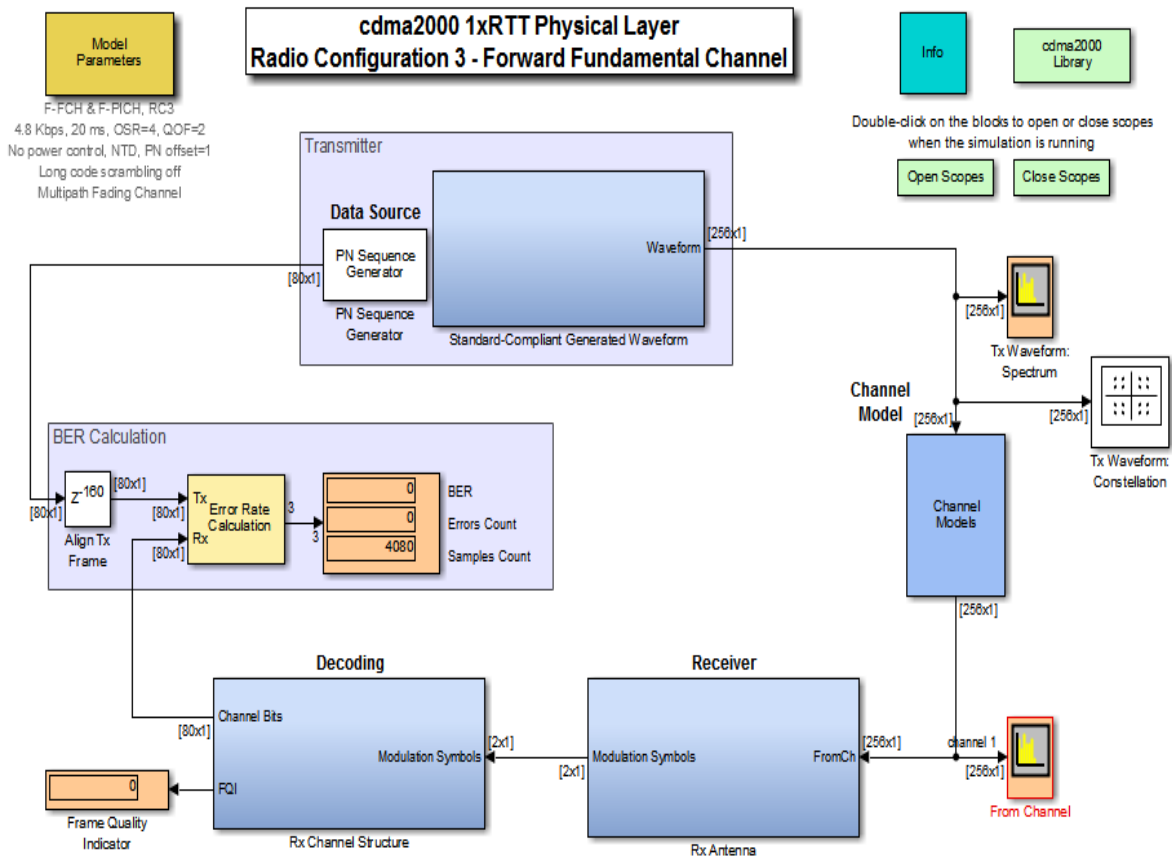 cdma2000 1xRTT Physical Layer
Radio Configuration 3 - Forward Fundamental Channel
Model
Parameters
F-FCH & F-PICH, RC3
4.8 Kbps, 20 ms, OSR=4, QOF=2
No power control, NTD, PN offset=1
Long code scrambling off
Multipath Fading Channel
Info
cdma2000
Library
Double-click on the blocks to open or close scopes
when the simulation is running
Open Scopes
Close Scopes
Transmitter
Data Source
PN Sequence
Generator
[80x1]
PN Sequence
Generator
Waveform
[256x1]
Standard-Compliant Generated Waveform
[256x1]
Tx Waveform:
Spectrum
Channel
Model
[256x1]
[256x1]
Tx Waveform:
Constellation
Channel
Models
[256x1]
BER Calculation
[80x1]
Z-160
[80x1]
Align Tx
Frame
[80x1]
[80x1]
Tx
Rx
Error Rate
Calculation
3
3
0
BER
0
Errors Count
4080
Samples Count
Decoding
Channel Bits
[80x1]
Modulation Symbols
[2x1]
FQI
Rx Channel Structure
0
Frame Quality
Indicator
Receiver
Modulation Symbols
[2x1]
FromCh
[256x1]
Rx Antenna
channel 1
[256x1]
From Channel